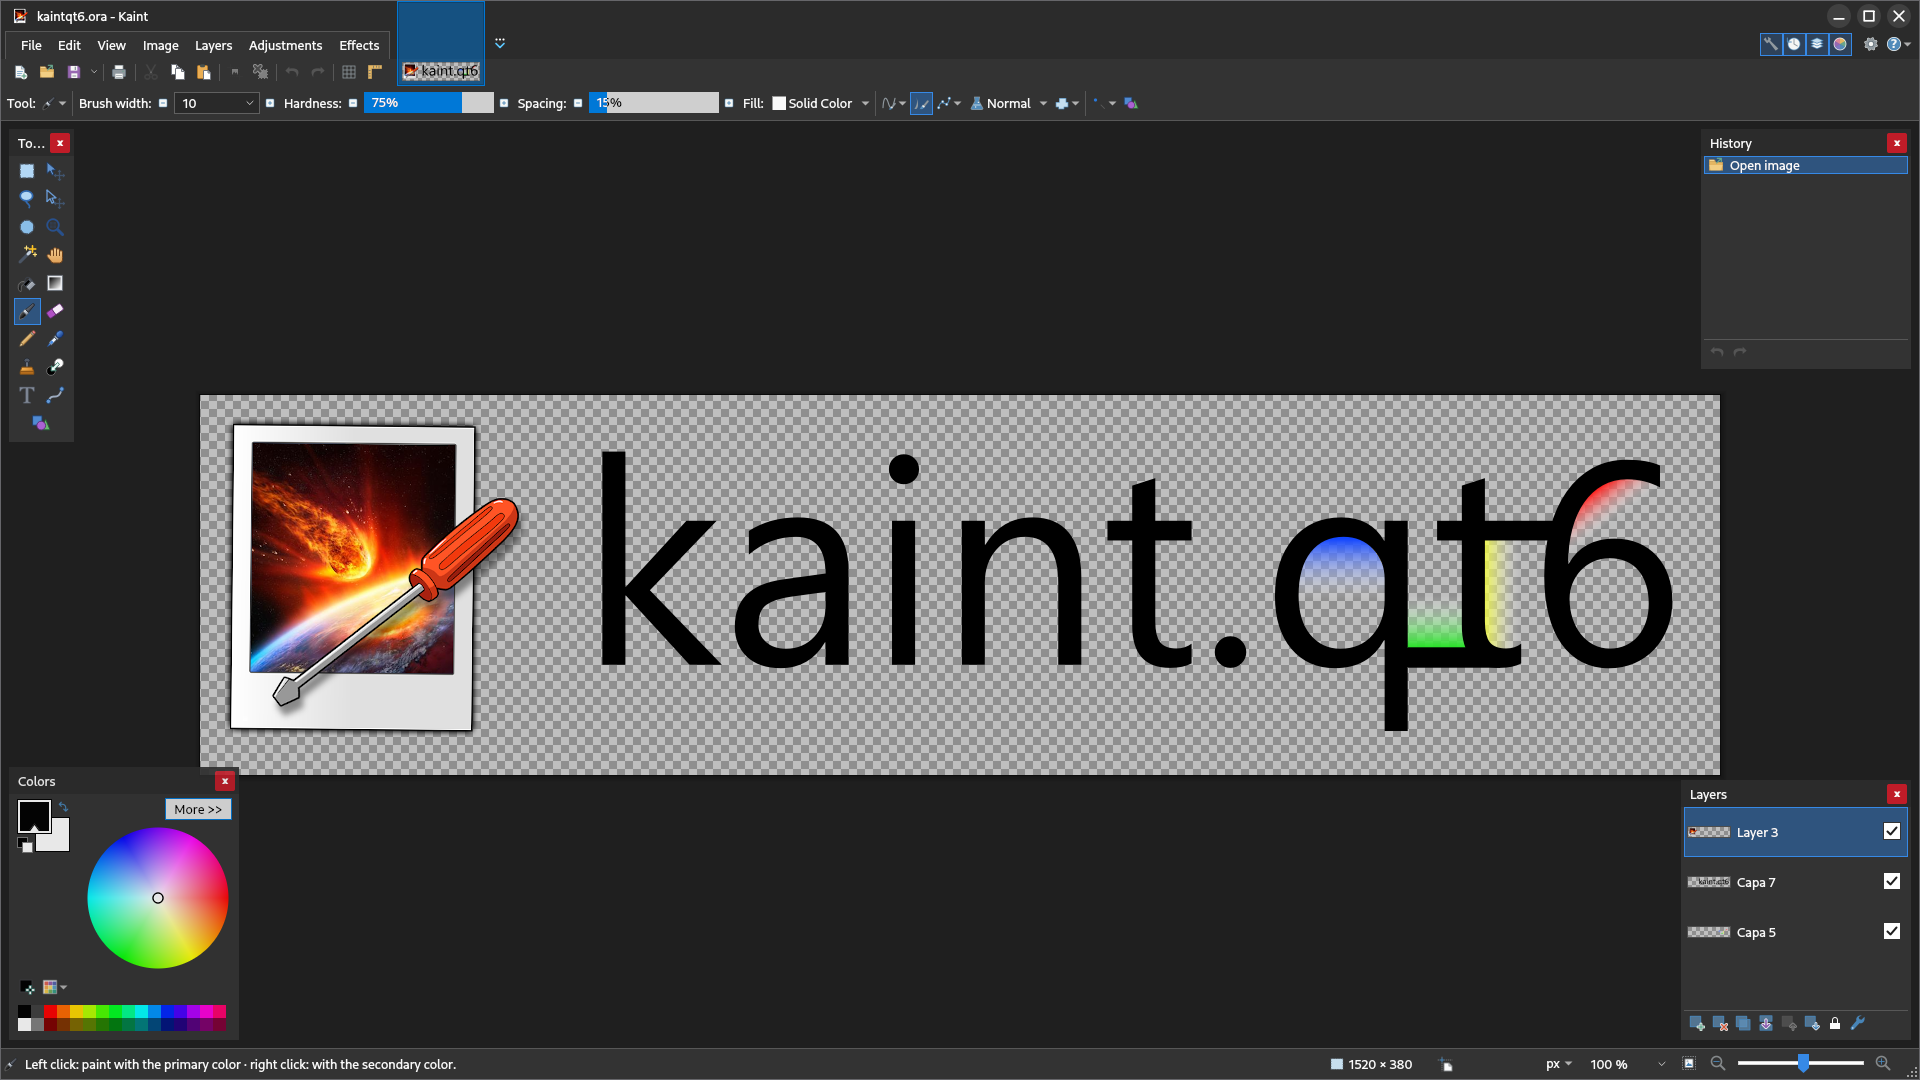 kaintqt6.ora - Kaint
File Edit View Image Layers Adjustments Effects
kaint.qt6
Tool: Brush width: 10 Hardness: 75% Spacing: 15% Fill: Solid Color Normal
To...
History
Open image
kaint.qt6
T
Colors
More >>
Layers
Layer 3
Capa 7
Capa 5
Left click: paint with the primary color · right click: with the secondary color.
1520 × 380 px 100 %